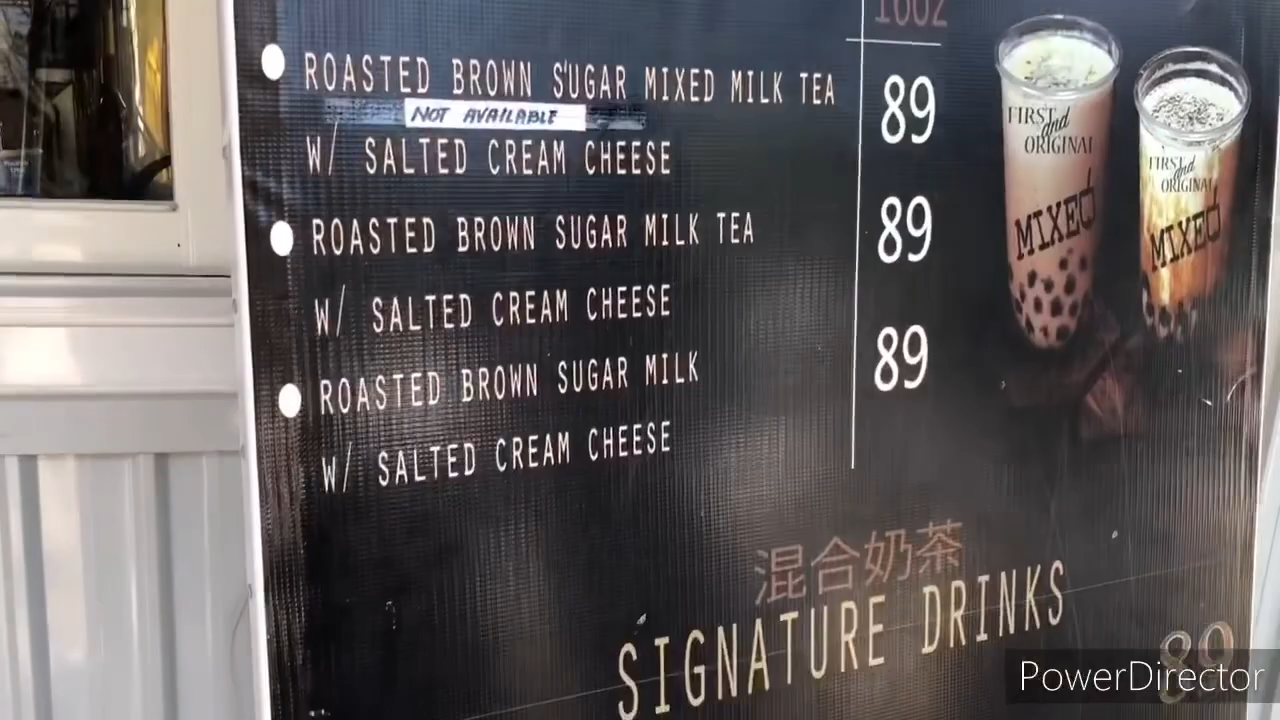 16oz
ROASTED BROWN SUGAR MIXED MILK TEA 89
NOT AVAILABLE
W/ SALTED CREAM CHEESE
ROASTED BROWN SUGAR MILK TEA 89
W/ SALTED CREAM CHEESE
ROASTED BROWN SUGAR MILK 89
W/ SALTED CREAM CHEESE
FIRST
and
ORIGINAL
MIXED
FIRST
and
ORIGINAL
MIXED
混合奶茶
SIGNATURE DRINKS
89
PowerDirector